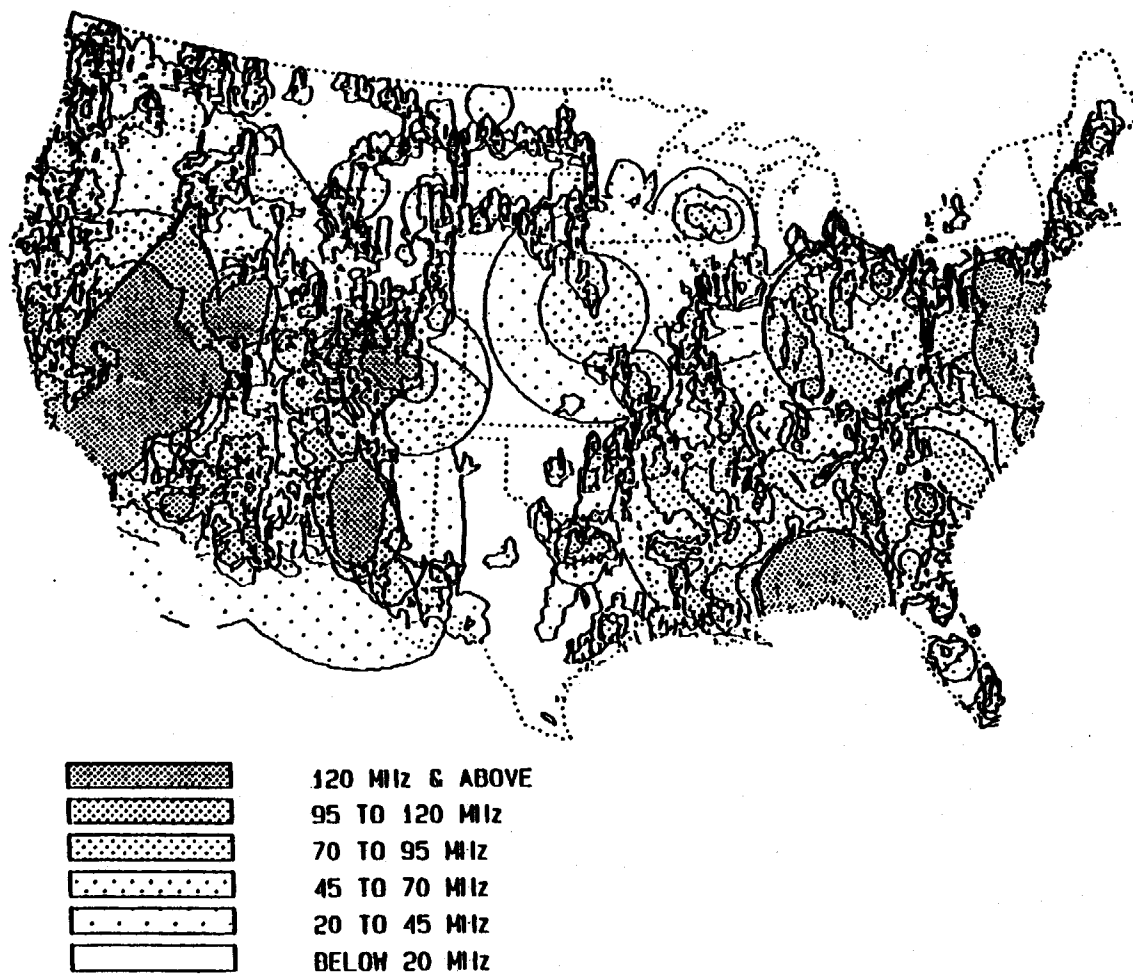 120 MHz & ABOVE
95 TO 120 MHz
70 TO 95 MHz
45 TO 70 MHz
20 TO 45 MHz
BELOW 20 MHz